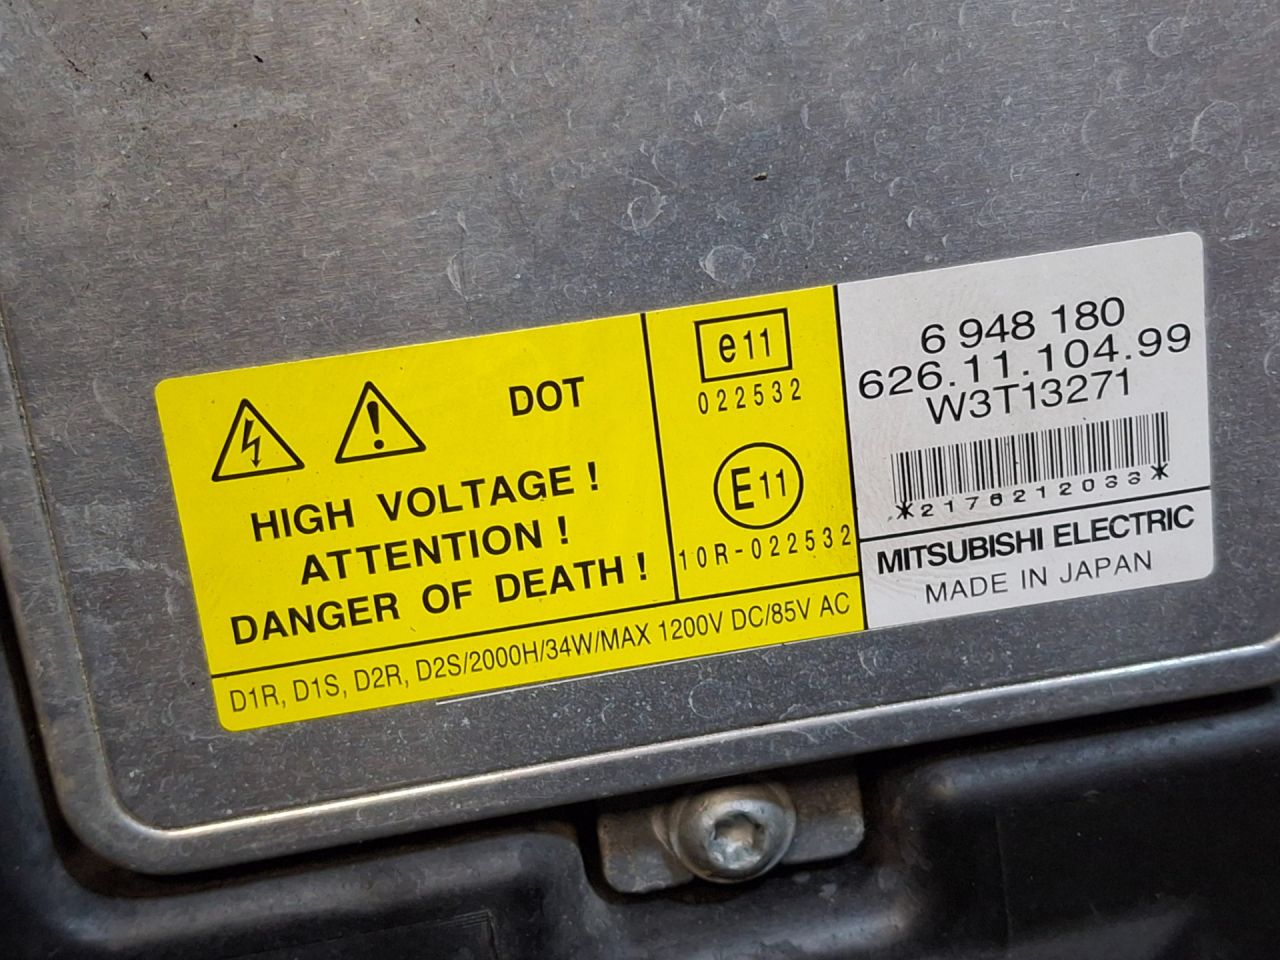 DOT
HIGH VOLTAGE !
ATTENTION !
DANGER OF DEATH !
D1R, D1S, D2R, D2S/2000H/34W/MAX 1200V DC/85V AC
e11
022532
E11
10R-022532
6 948 180
626.11.104.99
W3T13271
*2176212033*
MITSUBISHI ELECTRIC
MADE IN JAPAN